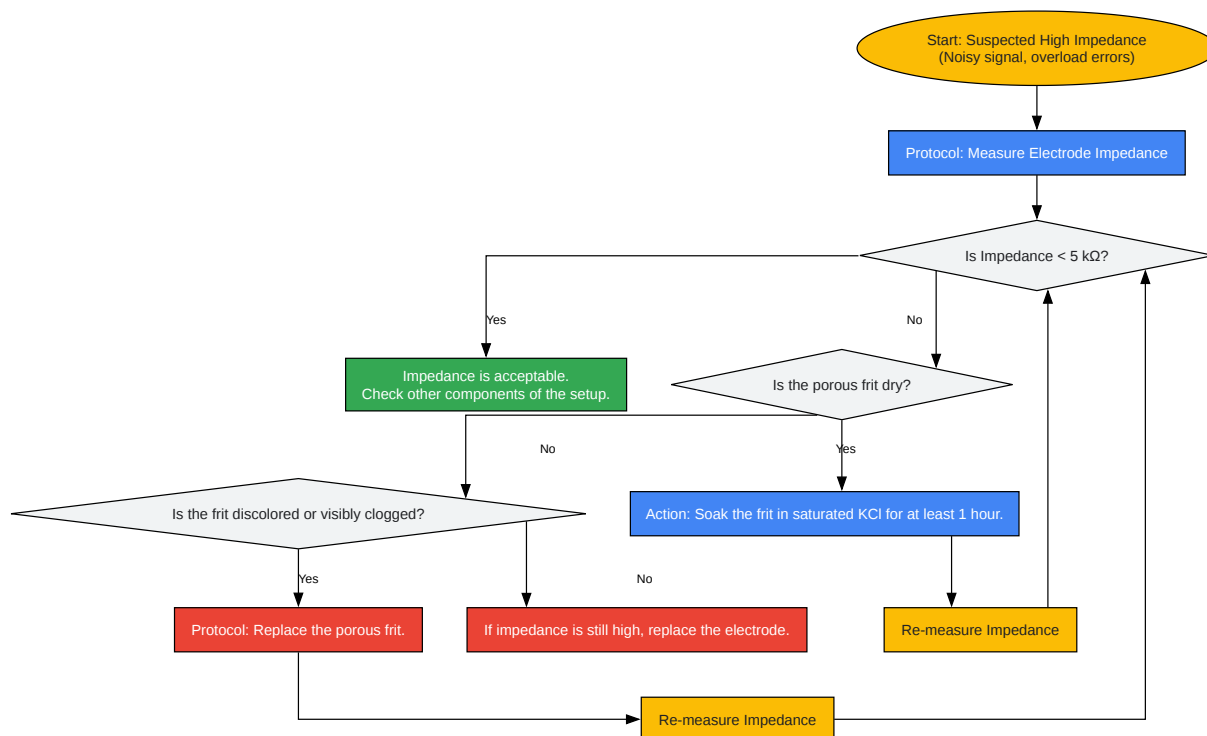 Start: Suspected High Impedance
(Noisy signal, overload errors)
Protocol: Measure Electrode Impedance
Is Impedance < 5 kΩ?
Yes
No
Impedance is acceptable.
Check other components of the setup.
Is the porous frit dry?
No
Yes
Is the frit discolored or visibly clogged?
Action: Soak the frit in saturated KCl for at least 1 hour.
Yes
No
Protocol: Replace the porous frit.
If impedance is still high, replace the electrode.
Re-measure Impedance
Re-measure Impedance